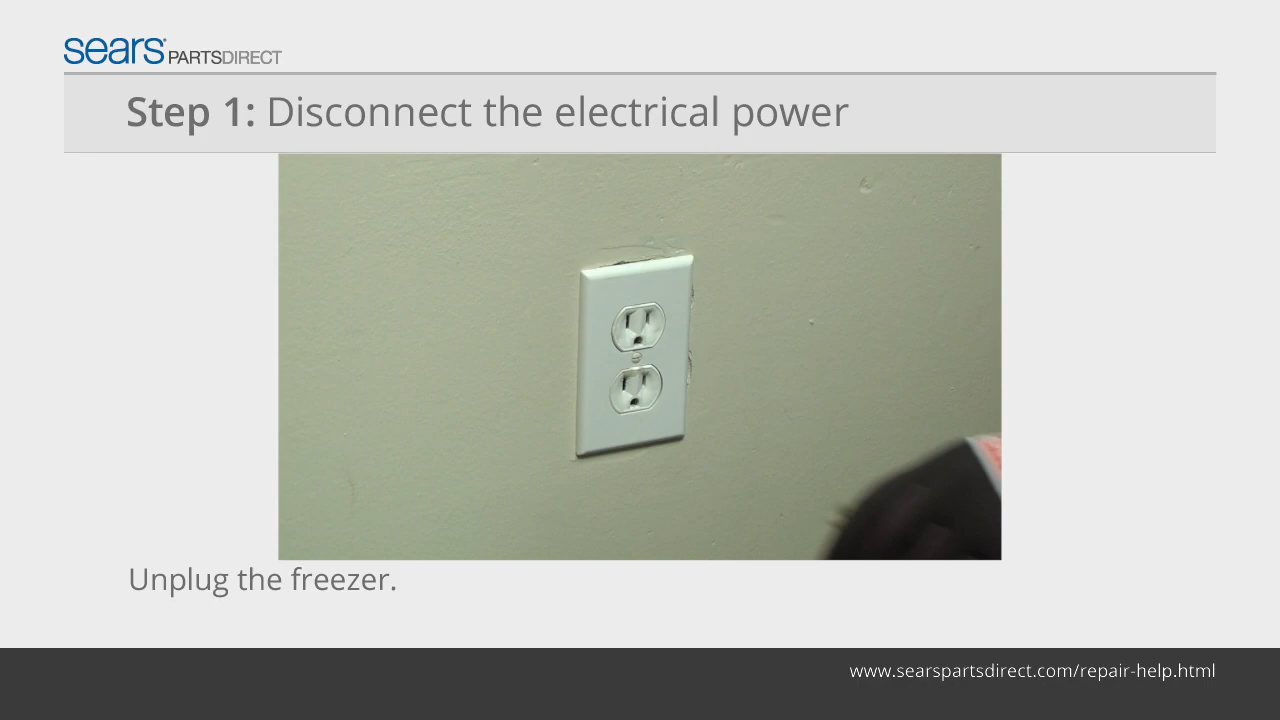 sears PARTSDIRECT
Step 1: Disconnect the electrical power
Unplug the freezer.
www.searspartsdirect.com/repair-help.html